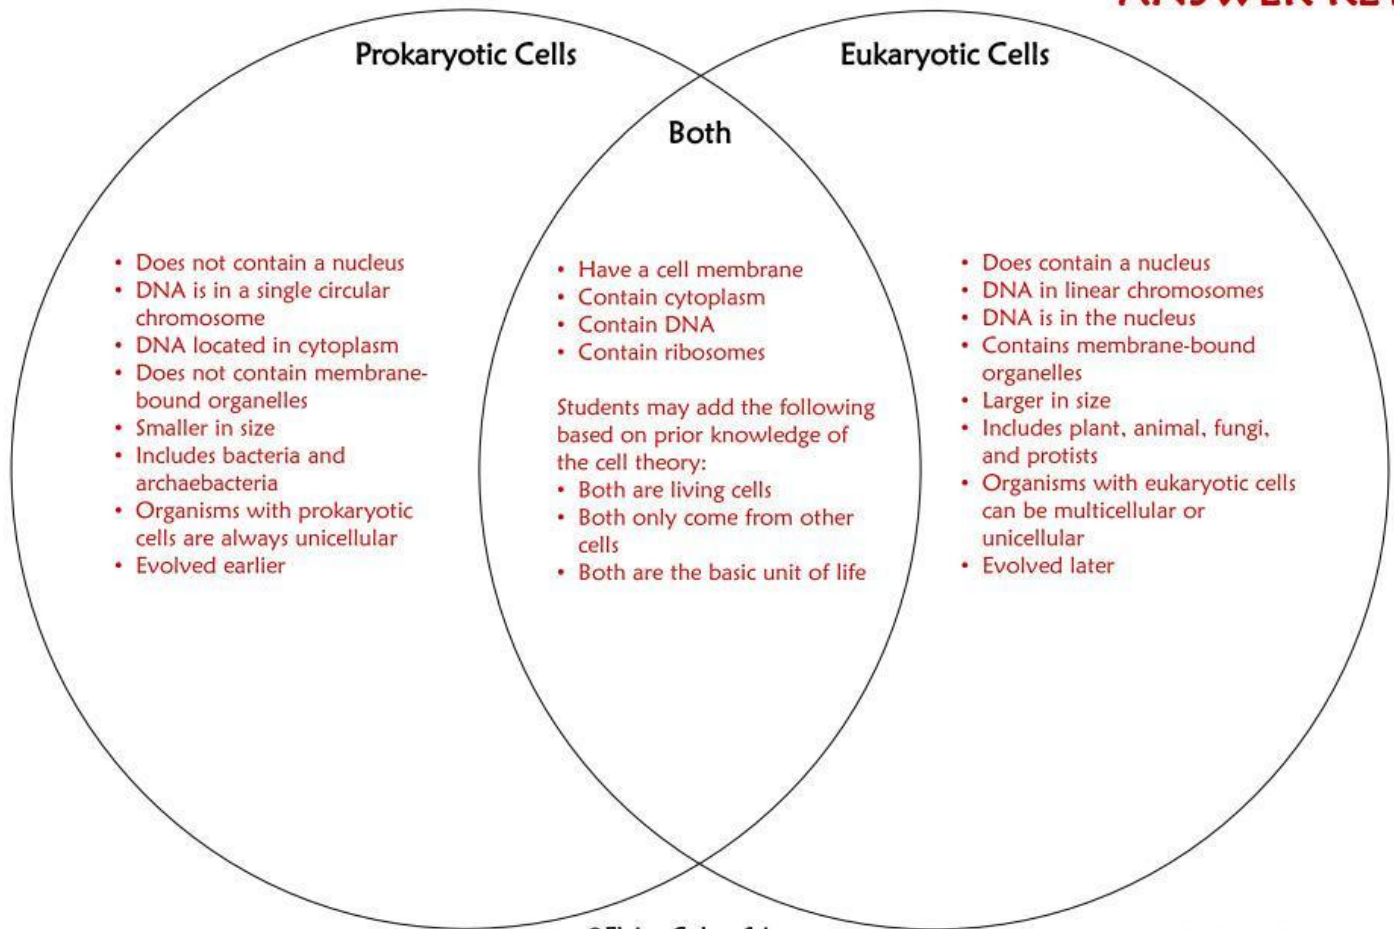 Prokaryotic Cells
Eukaryotic Cells
Both
• Does not contain a nucleus
• DNA is in a single circular
chromosome
• DNA located in cytoplasm
• Does not contain membrane-
bound organelles
• Smaller in size
• Includes bacteria and
archaebacteria
• Organisms with prokaryotic
cells are always unicellular
• Evolved earlier
• Have a cell membrane
• Contain cytoplasm
• Contain DNA
• Contain ribosomes
Students may add the following
based on prior knowledge of
the cell theory:
• Both are living cells
• Both only come from other
cells
• Both are the basic unit of life
• Does contain a nucleus
• DNA in linear chromosomes
• DNA is in the nucleus
• Contains membrane-bound
organelles
• Larger in size
• Includes plant, animal, fungi,
and protists
• Organisms with eukaryotic cells
can be multicellular or
unicellular
• Evolved later